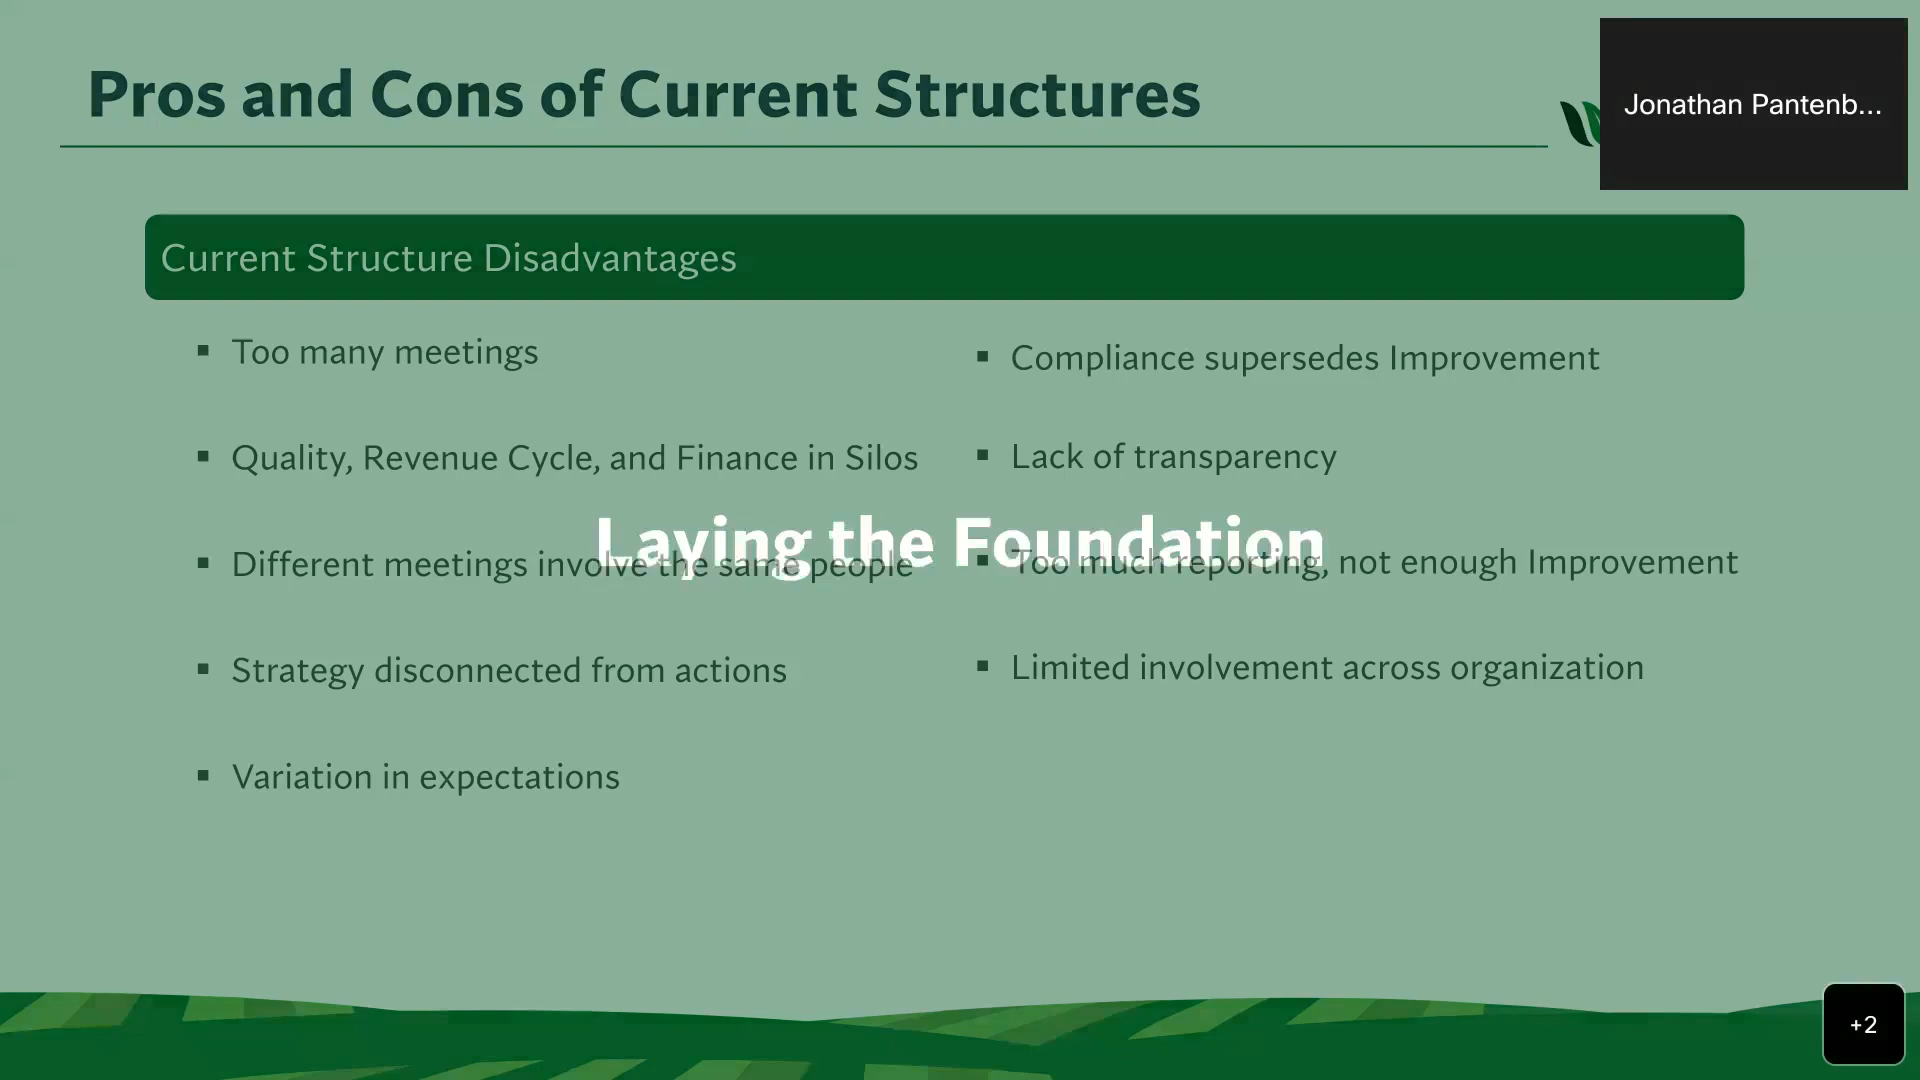 Pros and Cons of Current Structures
Jonathan Pantenb...
Current Structure Disadvantages
▪ Too many meetings
▪ Quality, Revenue Cycle, and Finance in Silos
▪ Different meetings involve the same people
▪ Strategy disconnected from actions
▪ Variation in expectations
▪ Compliance supersedes Improvement
▪ Lack of transparency
▪ Too much reporting, not enough Improvement
▪ Limited involvement across organization
Laying the Foundation
+2